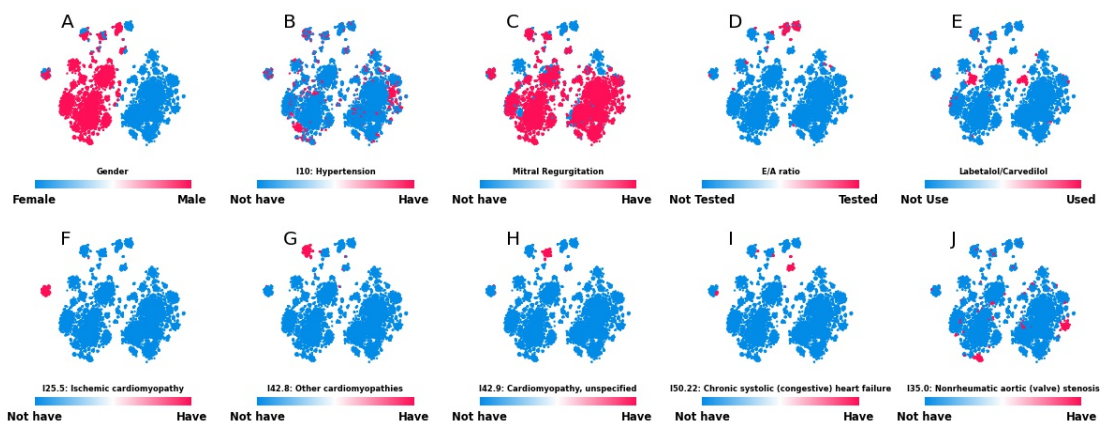 A B C D E
Gender I10: Hypertension Mitral Regurgitation E/A ratio Labetalol/Carvedilol
Female Male Not have Have Not have Have Not Tested Tested Not Use Used
F G H I J
I25.5: Ischemic cardiomyopathy I42.8: Other cardiomyopathies I42.9: Cardiomyopathy, unspecified I50.22: Chronic systolic (congestive) heart failure I35.0: Nonrheumatic aortic (valve) stenosis
Not have Have Not have Have Not have Have Not have Have Not have Have